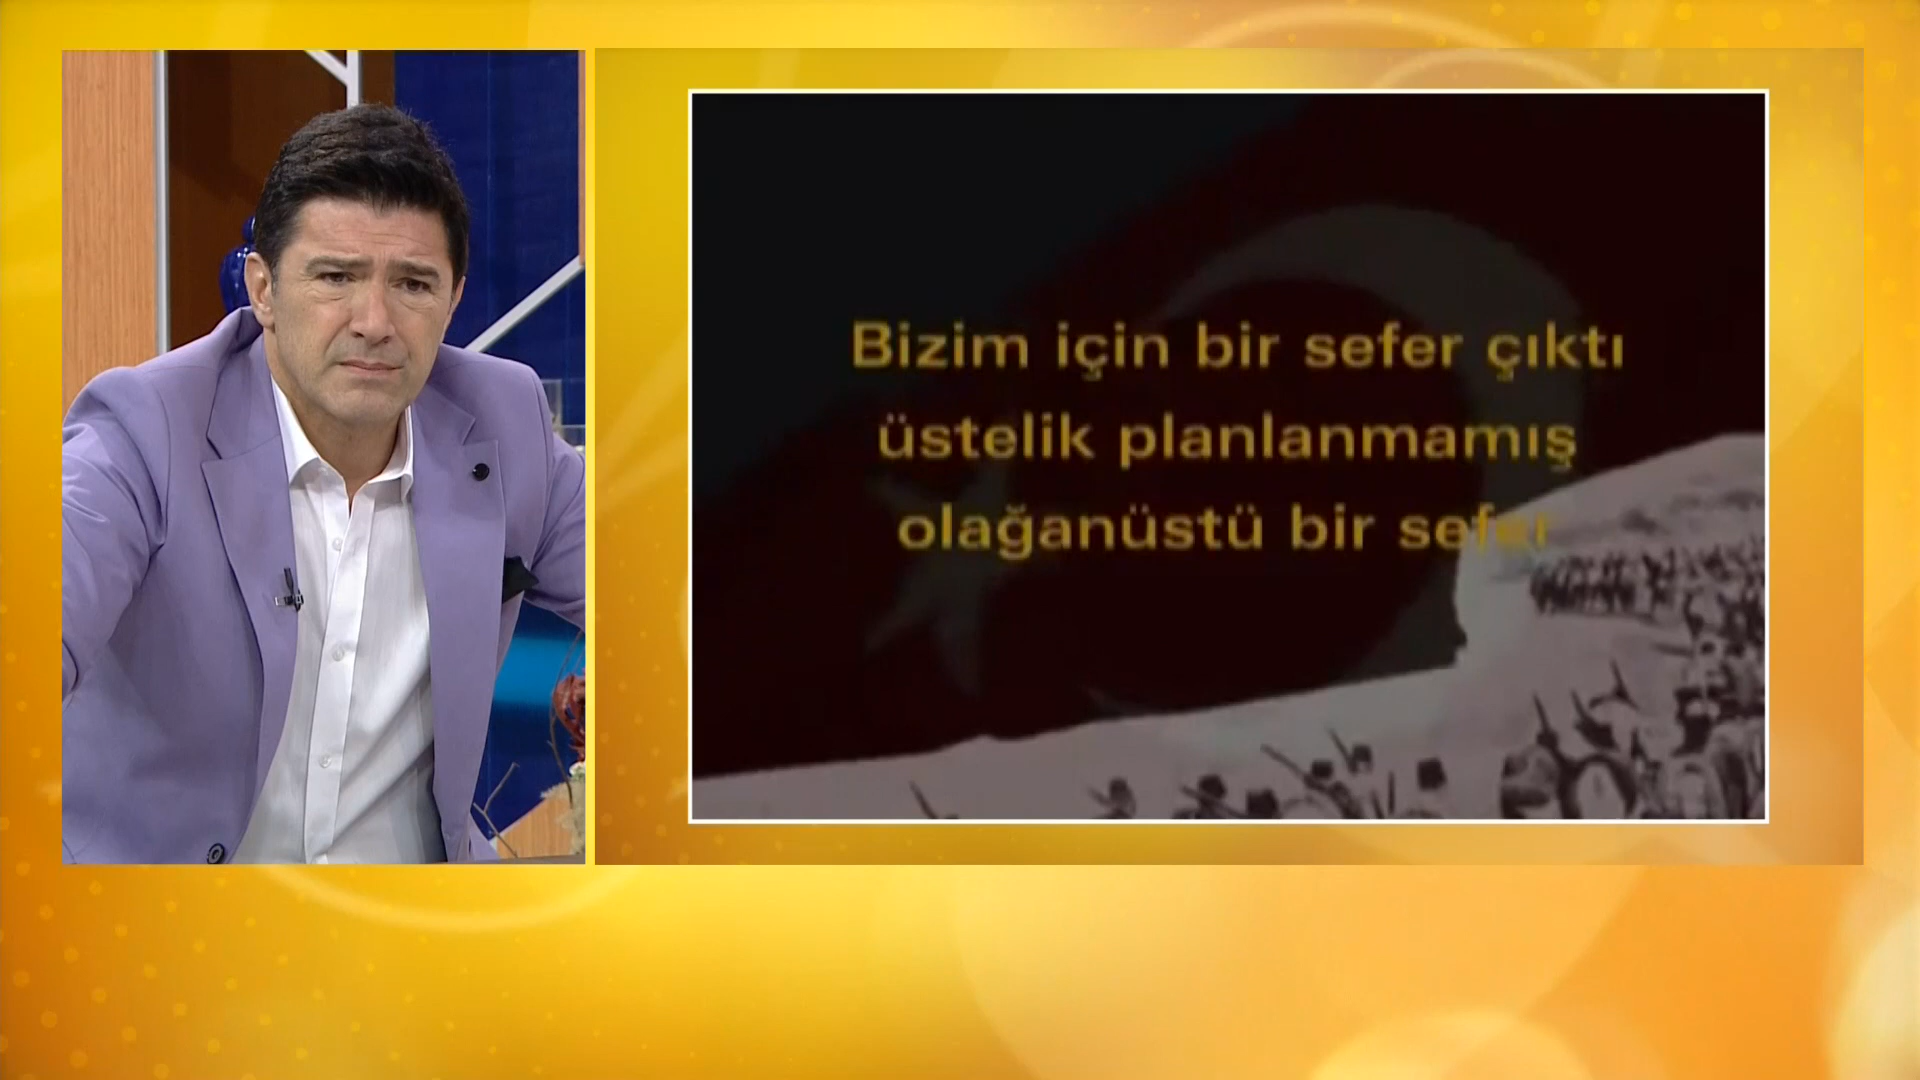 Bizim için bir sefer çıktı
üstelik planlanmamış
olağanüstü bir sefer